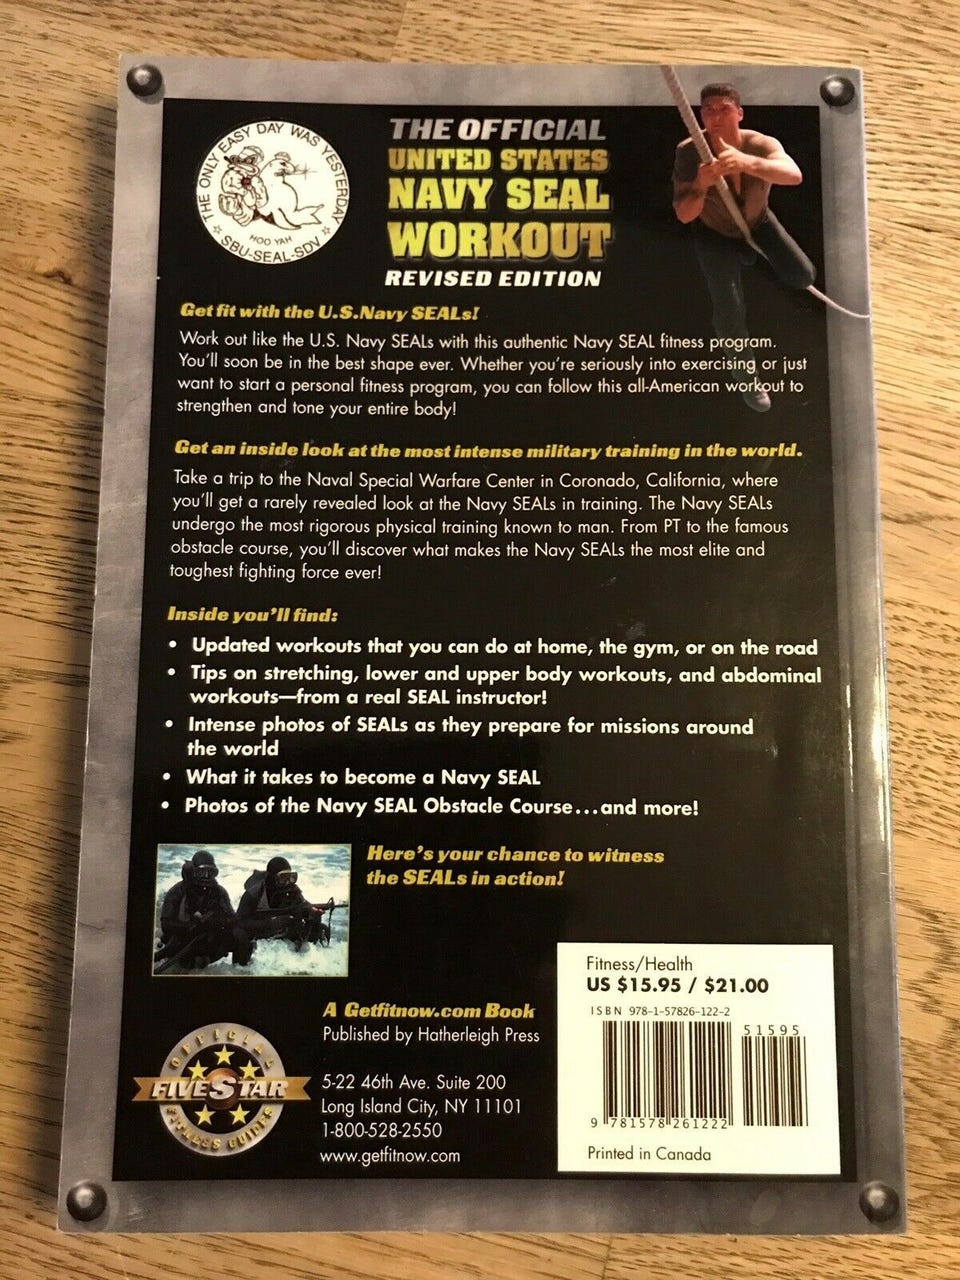 THE ONLY EASY DAY WAS YESTERDAY
HOO YAH
SBU-SEAL-SDV
THE OFFICIAL
UNITED STATES
NAVY SEAL
WORKOUT
REVISED EDITION
Get fit with the U.S.Navy SEALs!
Work out like the U.S. Navy SEALs with this authentic Navy SEAL fitness program.
You'll soon be in the best shape ever. Whether you're seriously into exercising or just
want to start a personal fitness program, you can follow this all-American workout to
strengthen and tone your entire body!
Get an inside look at the most intense military training in the world.
Take a trip to the Naval Special Warfare Center in Coronado, California, where
you'll get a rarely revealed look at the Navy SEALs in training. The Navy SEALs
undergo the most rigorous physical training known to man. From PT to the famous
obstacle course, you'll discover what makes the Navy SEALs the most elite and
toughest fighting force ever!
Inside you'll find:
• Updated workouts that you can do at home, the gym, or on the road
• Tips on stretching, lower and upper body workouts, and abdominal
workouts—from a real SEAL instructor!
• Intense photos of SEALs as they prepare for missions around
the world
• What it takes to become a Navy SEAL
• Photos of the Navy SEAL Obstacle Course...and more!
Here's your chance to witness
the SEALs in action!
A Getfitnow.com Book
Published by Hatherleigh Press
5-22 46th Ave. Suite 200
Long Island City, NY 11101
1-800-528-2550
www.getfitnow.com
OFFICIAL
FIVE STAR
FITNESS GUIDES
Fitness/Health
US $15.95 / $21.00
ISBN 978-1-57826-122-2
51595
9 781578 261222
Printed in Canada